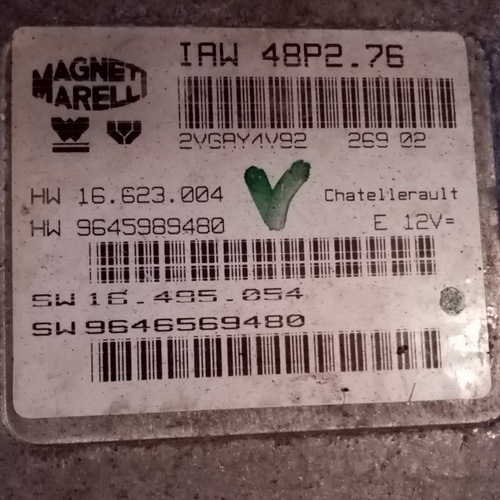 MAGNETI
MARELLI
IAW 48P2.76
2VGAY4V92 269 02
HW 16.623.004
Chatellerault
HW 9645989480
E 12V=
SW 16.495.054
SW 9646569480